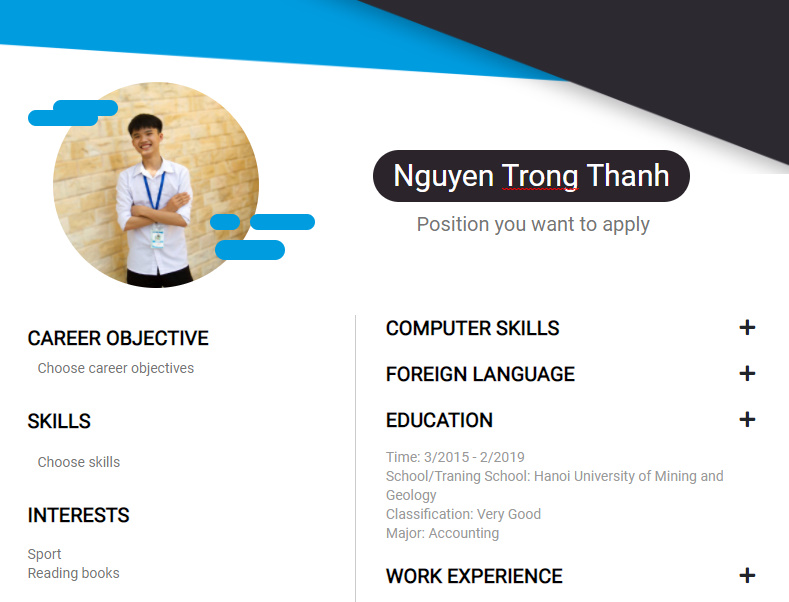 Nguyen Trong Thanh
Position you want to apply
CAREER OBJECTIVE
Choose career objectives
SKILLS
Choose skills
INTERESTS
Sport
Reading books
COMPUTER SKILLS
FOREIGN LANGUAGE
EDUCATION
Time: 3/2015 - 2/2019
School/Traning School: Hanoi University of Mining and
Geology
Classification: Very Good
Major: Accounting
WORK EXPERIENCE